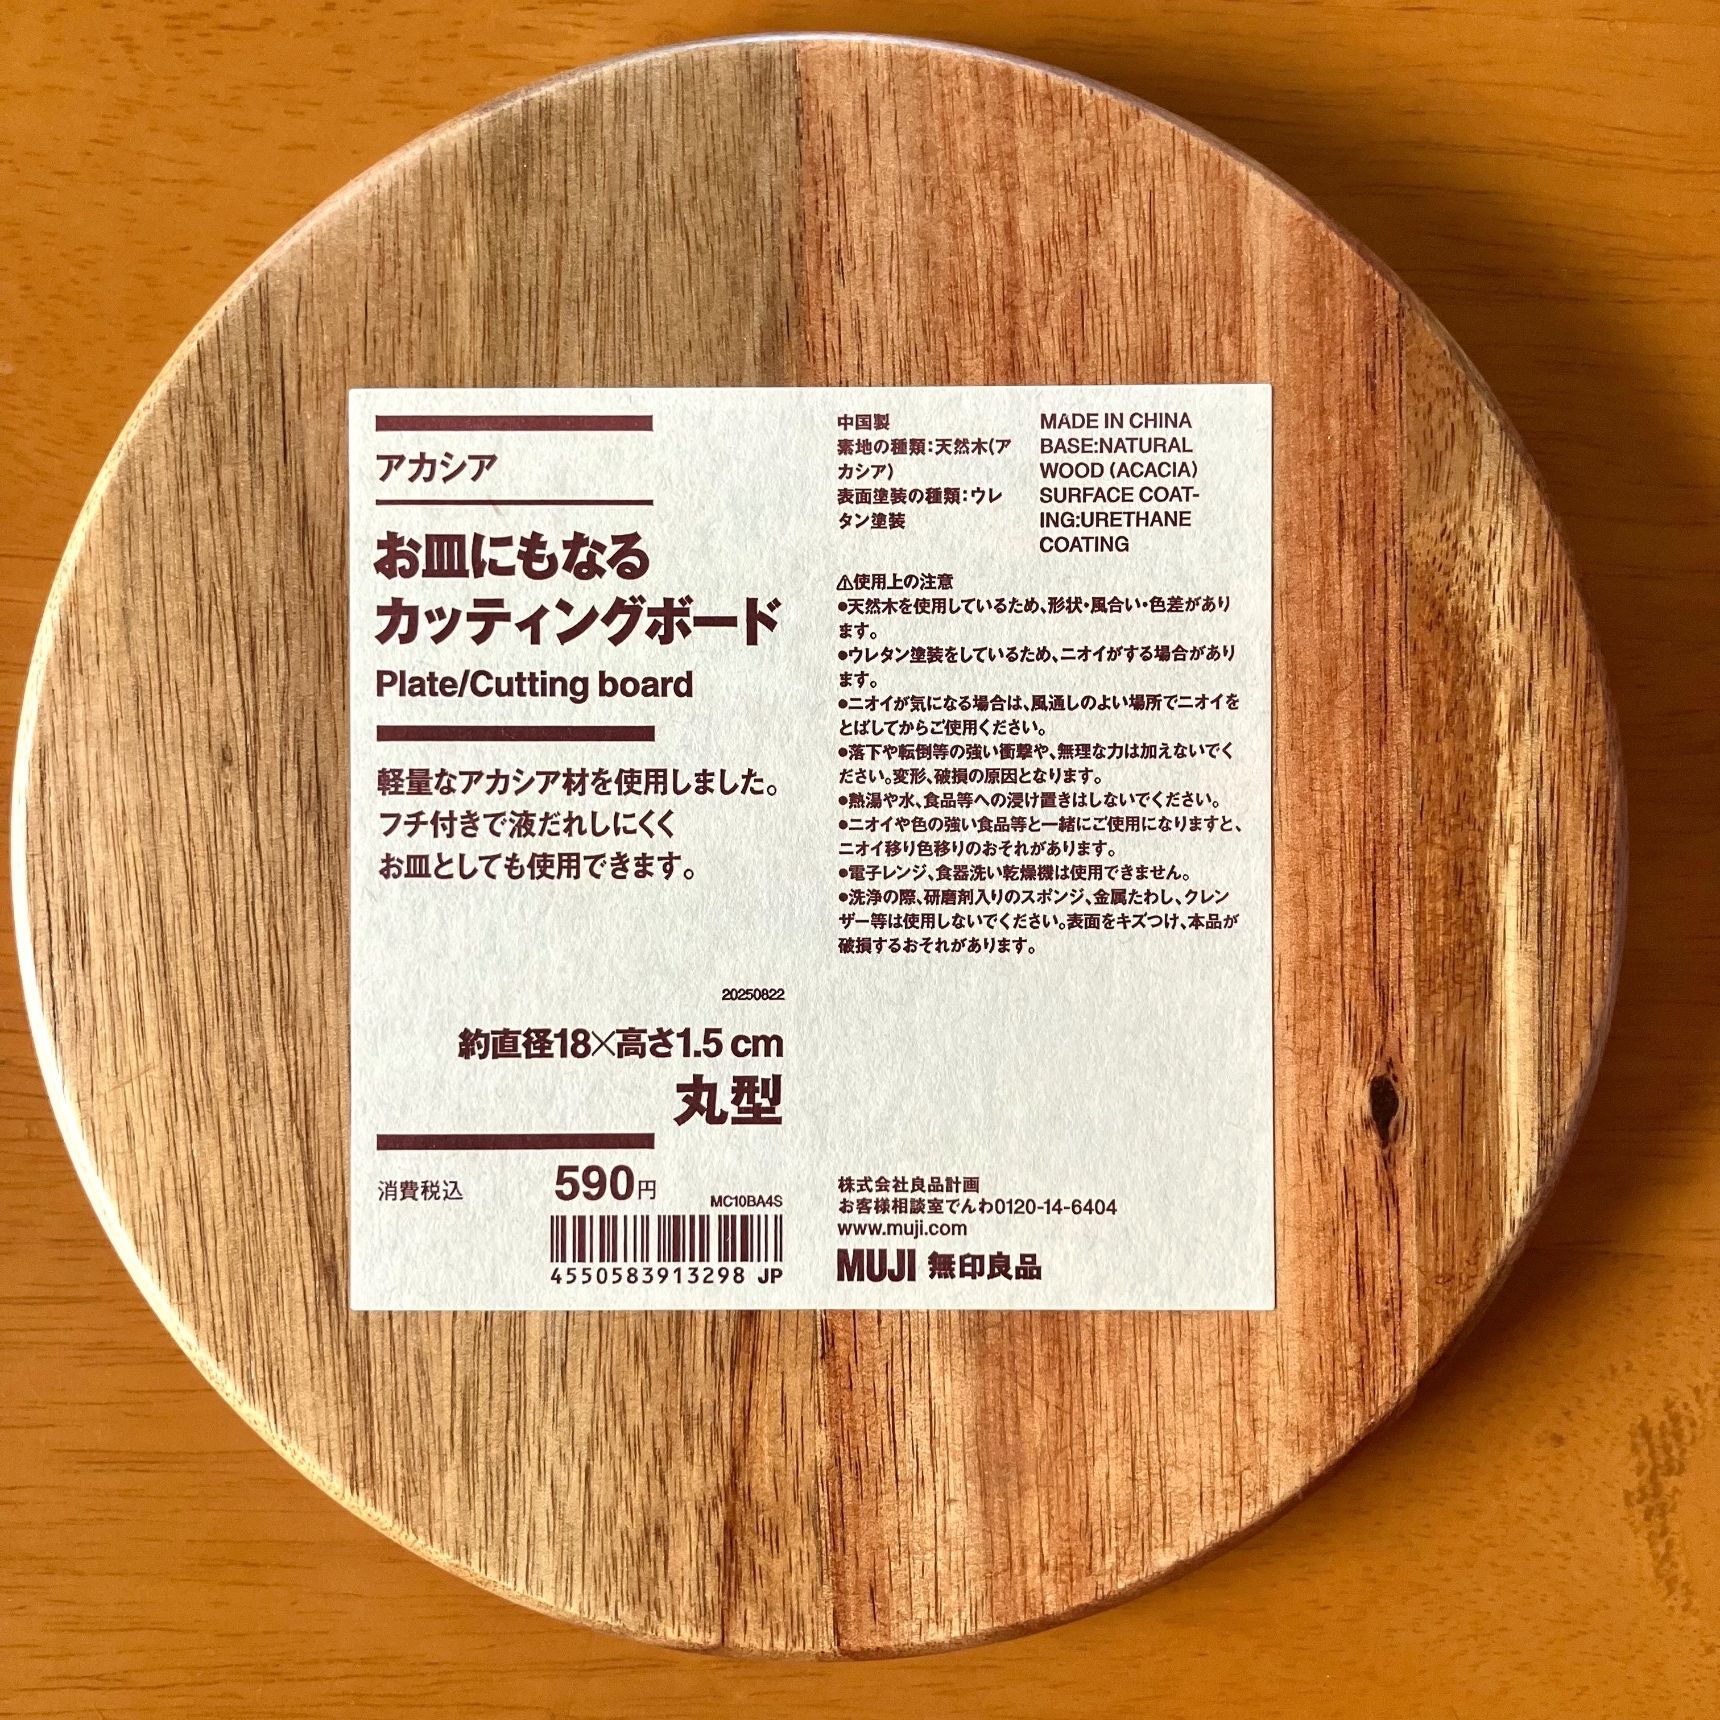 アカシア
お皿にもなる
カッティングボード
Plate/Cutting board
軽量なアカシア材を使用しました。
フチ付きで液だれしにくく
お皿としても使用できます。
20250822
約直径18×高さ1.5 cm
丸型
消費税込 590円
MC10BA4S
4550583913298 JP
中国製
素地の種類:天然木(ア
カシア)
表面塗装の種類:ウレ
タン塗装
MADE IN CHINA
BASE:NATURAL
WOOD (ACACIA)
SURFACE COAT-
ING:URETHANE
COATING
⚠使用上の注意
●天然木を使用しているため、形状・風合い・色差があり
ます。
●ウレタン塗装をしているため、ニオイがする場合があり
ます。
●ニオイが気になる場合は、風通しのよい場所でニオイを
とばしてからご使用ください。
●落下や転倒等の強い衝撃や、無理な力は加えないでく
ださい。変形、破損の原因となります。
●熱湯や水、食品等への浸け置きはしないでください。
●ニオイや色の強い食品等と一緒にご使用になりますと、
ニオイ移り色移りのおそれがあります。
●電子レンジ、食器洗い乾燥機は使用できません。
●洗浄の際、研磨剤入りのスポンジ、金属たわし、クレン
ザー等は使用しないでください。表面をキズつけ、本品が
破損するおそれがあります。
株式会社良品計画
お客様相談室でんわ0120-14-6404
www.muji.com
MUJI 無印良品